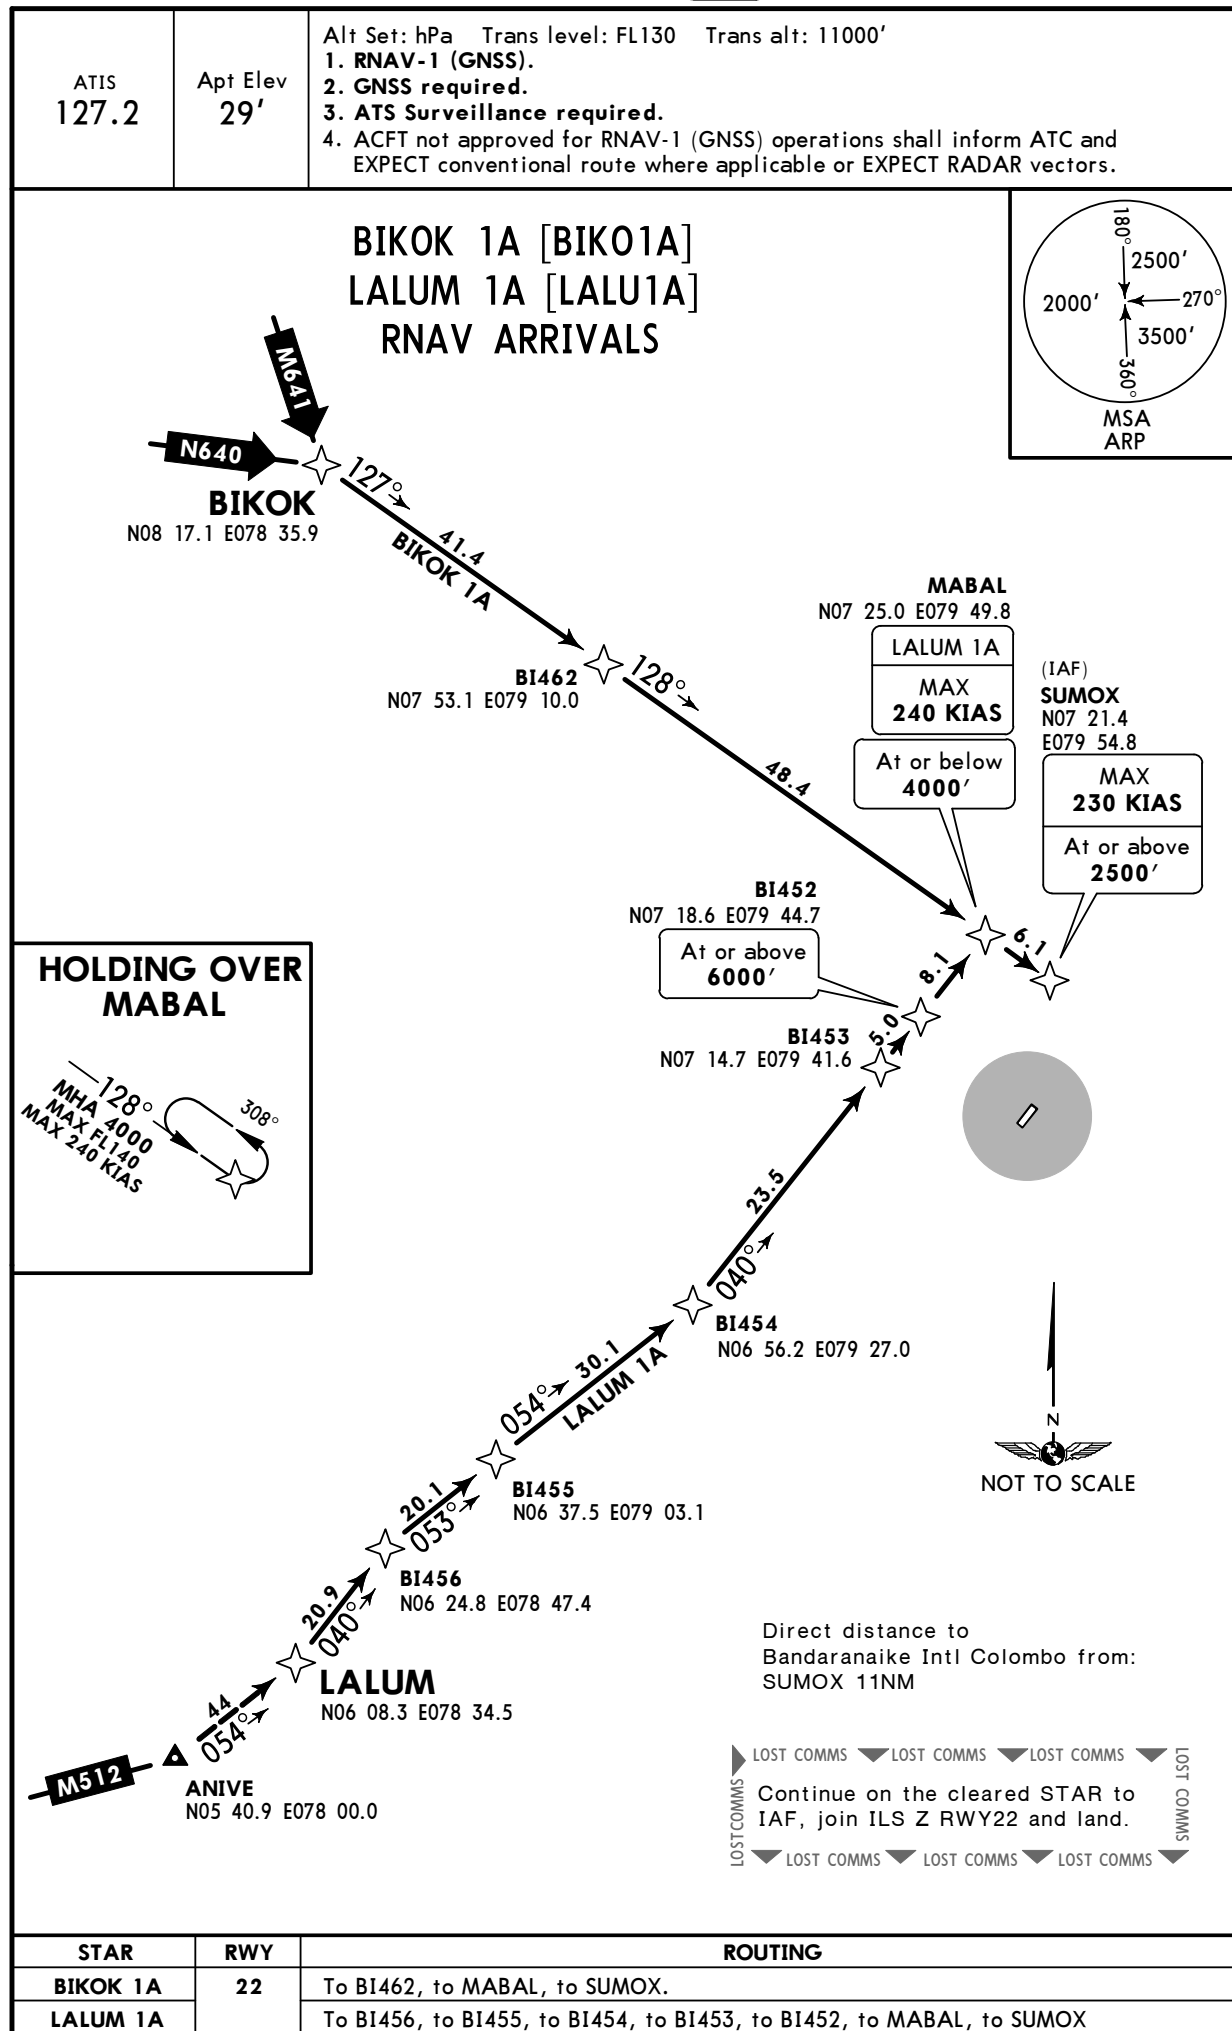 ATIS
127.2
Apt Elev
29'
Alt Set: hPa Trans level: FL130 Trans alt: 11000'
1. RNAV-1 (GNSS).
2. GNSS required.
3. ATS Surveillance required.
4. ACFT not approved for RNAV-1 (GNSS) operations shall inform ATC and
EXPECT conventional route where applicable or EXPECT RADAR vectors.
BIKOK 1A [BIKO1A]
LALUM 1A [LALU1A]
RNAV ARRIVALS
180°
2500'
2000'
270°
3500'
360°
MSA
ARP
M641
N640
BIKOK
N08 17.1 E078 35.9
127°
41.4
BIKOK 1A
BI462
N07 53.1 E079 10.0
128°
48.4
MABAL
N07 25.0 E079 49.8
LALUM 1A
MAX
240 KIAS
At or below
4000'
(IAF)
SUMOX
N07 21.4
E079 54.8
MAX
230 KIAS
At or above
2500'
6.1
BI452
N07 18.6 E079 44.7
At or above
6000'
8.1
5.0
BI453
N07 14.7 E079 41.6
HOLDING OVER
MABAL
128°
308°
MHA 4000
MAX FL140
MAX 240 KIAS
23.5
040°
BI454
N06 56.2 E079 27.0
30.1
054°
LALUM 1A
BI455
N06 37.5 E079 03.1
20.1
053°
BI456
N06 24.8 E078 47.4
20.9
040°
LALUM
N06 08.3 E078 34.5
44
054°
M512
ANIVE
N05 40.9 E078 00.0
N
NOT TO SCALE
Direct distance to
Bandaranaike Intl Colombo from:
SUMOX 11NM
LOST COMMS LOST COMMS LOST COMMS
LOST COMMS
LOST COMMS
Continue on the cleared STAR to
IAF, join ILS Z RWY22 and land.
LOST COMMS LOST COMMS LOST COMMS
STAR RWY ROUTING
BIKOK 1A 22 To BI462, to MABAL, to SUMOX.
LALUM 1A To BI456, to BI455, to BI454, to BI453, to BI452, to MABAL, to SUMOX